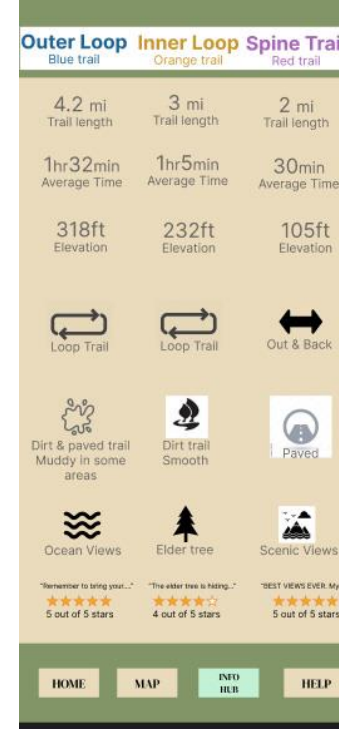 Outer Loop Inner Loop Spine Trai
Blue trail Orange trail Red trail
4.2 mi 3 mi 2 mi
Trail length Trail length Trail length
1hr32min 1hr5min 30min
Average Time Average Time Average Time
318ft 232ft 105ft
Elevation Elevation Elevation
Loop Trail Loop Trail Out & Back
Dirt & paved trail Dirt trail Paved
Muddy in some Smooth
areas
Ocean Views Elder tree Scenic Views
"Remember to bring your...." "The elder tree is hiding..." "BEST VIEWS EVER. My
5 out of 5 stars 4 out of 5 stars 5 out of 5 stars
HOME MAP INFO HELP
HUB